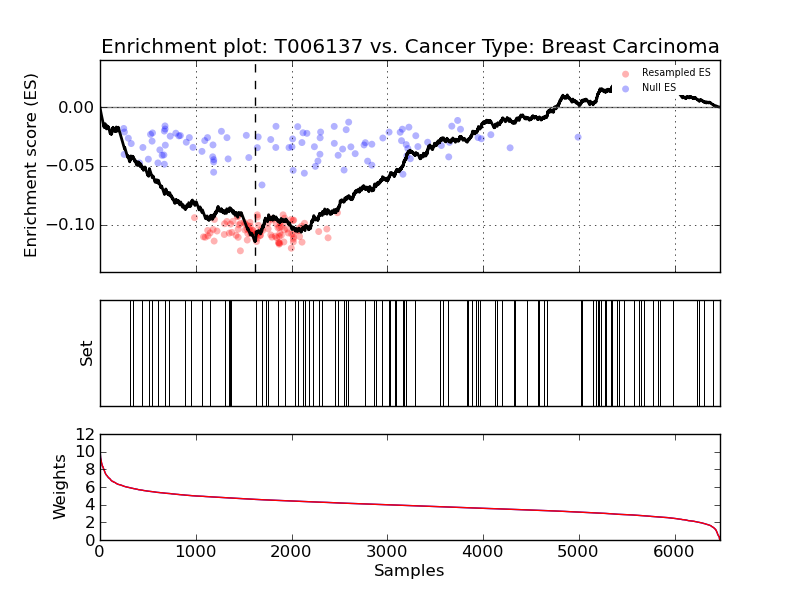 Enrichment plot: T006137 vs. Cancer Type: Breast Carcinoma
Enrichment score (ES)
0.00
−0.05
−0.10
Resampled ES
Null ES
Set
Weights
12
10
8
6
4
2
0
0 1000 2000 3000 4000 5000 6000
Samples